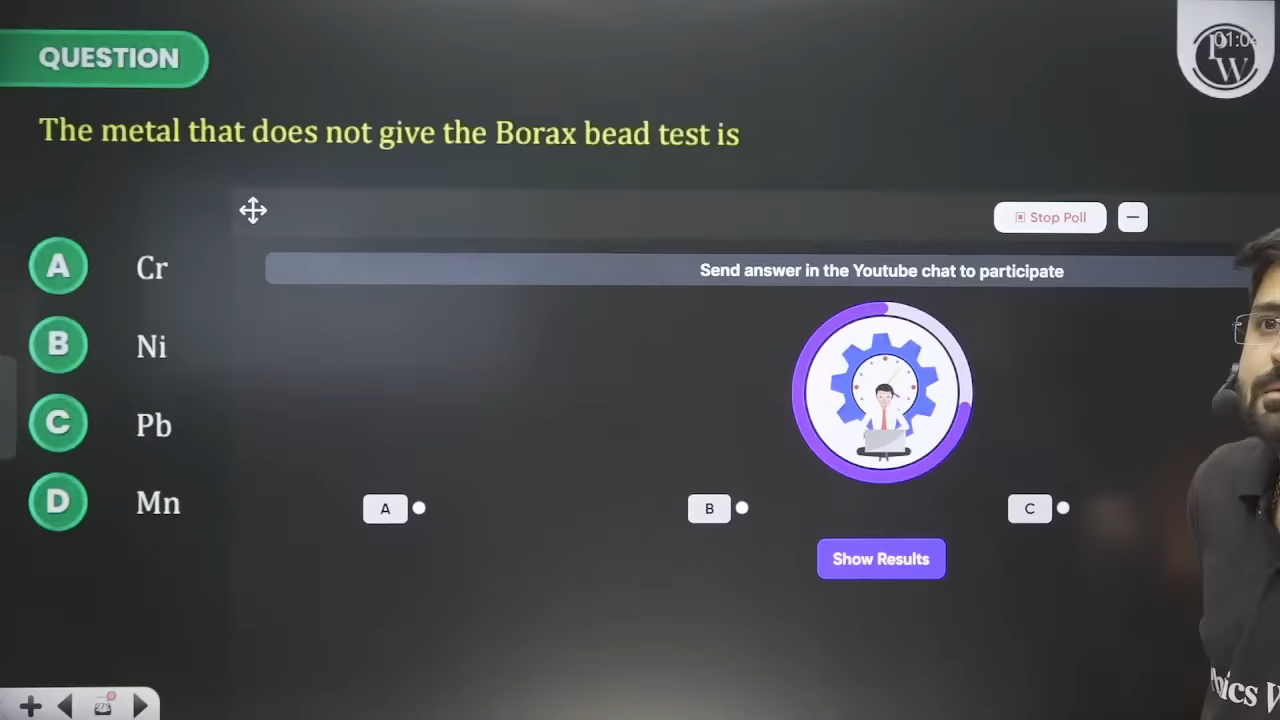 QUESTION
The metal that does not give the Borax bead test is
Stop Poll
Send answer in the Youtube chat to participate
A Cr
B Ni
C Pb
D Mn
A
B
C
Show Results
PW